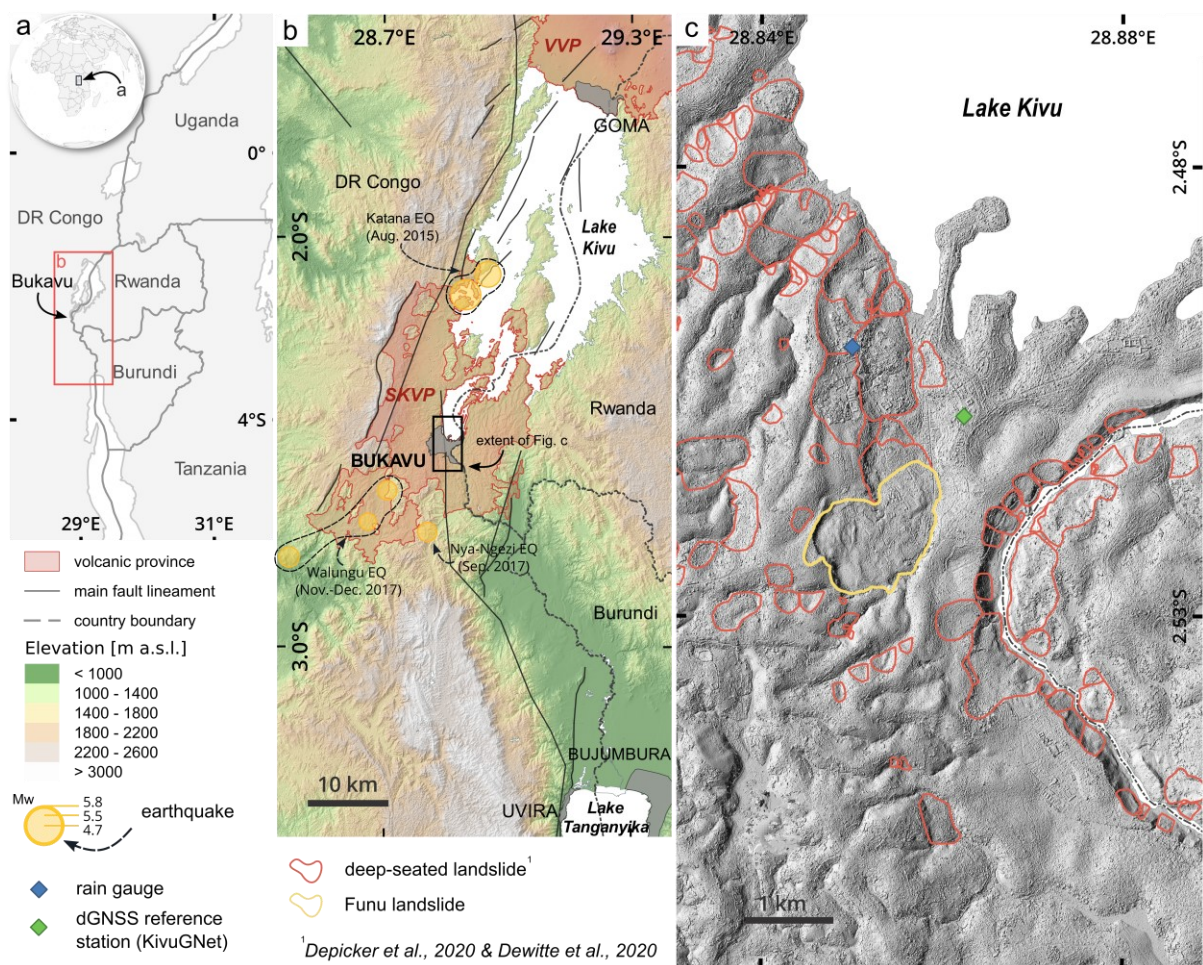 a
a
Uganda
0°
DR Congo
b
Bukavu
Rwanda
Burundi
4°S
Tanzania
29°E
31°E
volcanic province
main fault lineament
country boundary
Elevation [m a.s.l.]
< 1000
1000 - 1400
1400 - 1800
1800 - 2200
2200 - 2600
> 3000
Mw
5.8
5.5
4.7
earthquake
rain gauge
dGNSS reference
station (KivuGNet)
b
28.7°E
29.3°E
VVP
GOMA
DR Congo
Katana EQ
(Aug. 2015)
2.0°S
Lake
Kivu
SKVP
Rwanda
BUKAVU
extent of Fig. c
Nya-Ngezi EQ
(Sep. 2017)
Walungu EQ
(Nov.-Dec. 2017)
Burundi
3.0°S
BUJUMBURA
10 km
UVIRA
Lake
Tanganyika
deep-seated landslide1
Funu landslide
1Depicker et al., 2020 & Dewitte et al., 2020
c
28.84°E
28.88°E
Lake Kivu
2.48°S
2.53°S
1 km